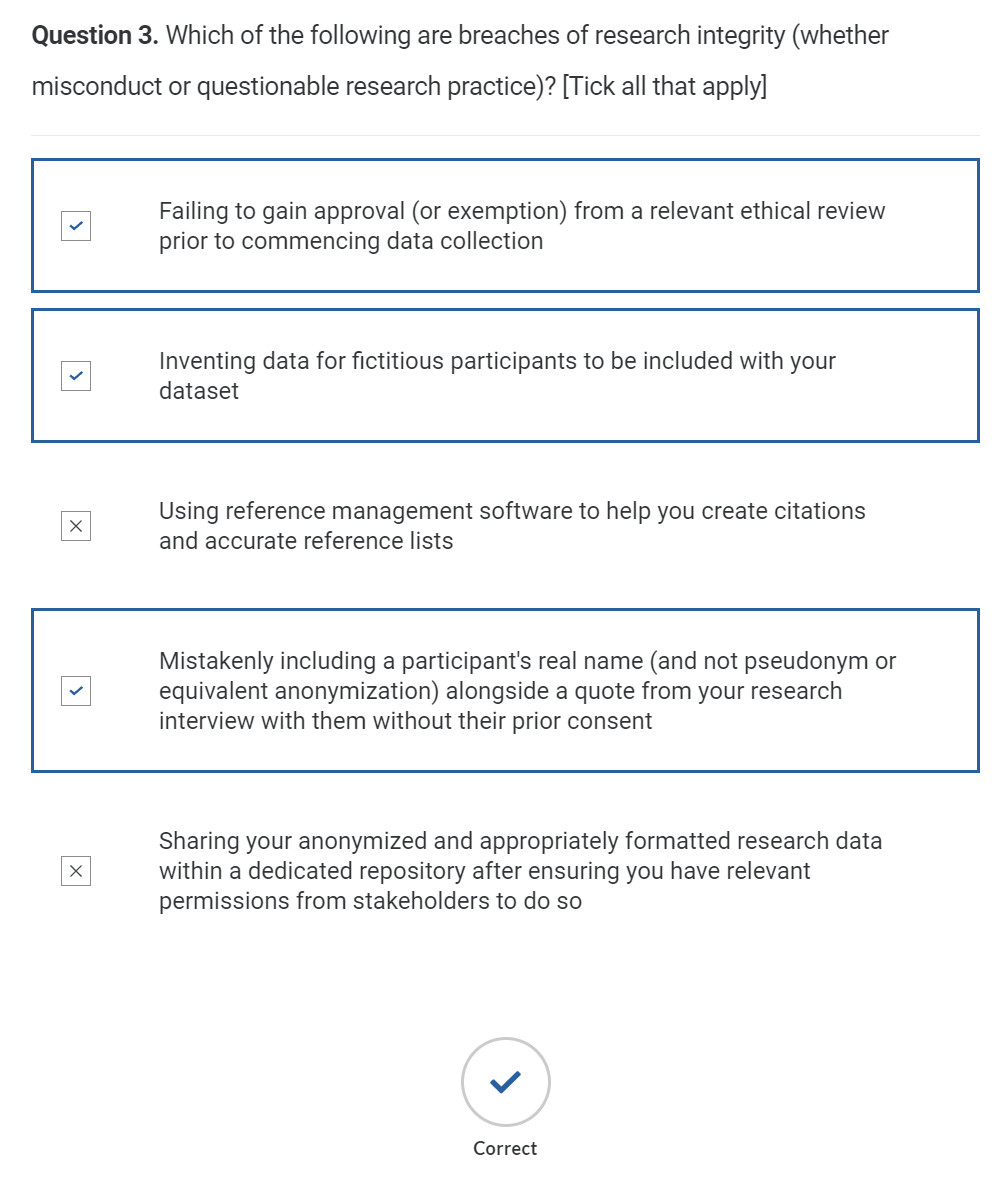 Question 3. Which of the following are breaches of research integrity (whether
misconduct or questionable research practice)? [Tick all that apply]
Failing to gain approval (or exemption) from a relevant ethical review
prior to commencing data collection
Inventing data for fictitious participants to be included with your
dataset
Using reference management software to help you create citations
and accurate reference lists
Mistakenly including a participant's real name (and not pseudonym or
equivalent anonymization) alongside a quote from your research
interview with them without their prior consent
Sharing your anonymized and appropriately formatted research data
within a dedicated repository after ensuring you have relevant
permissions from stakeholders to do so
Correct